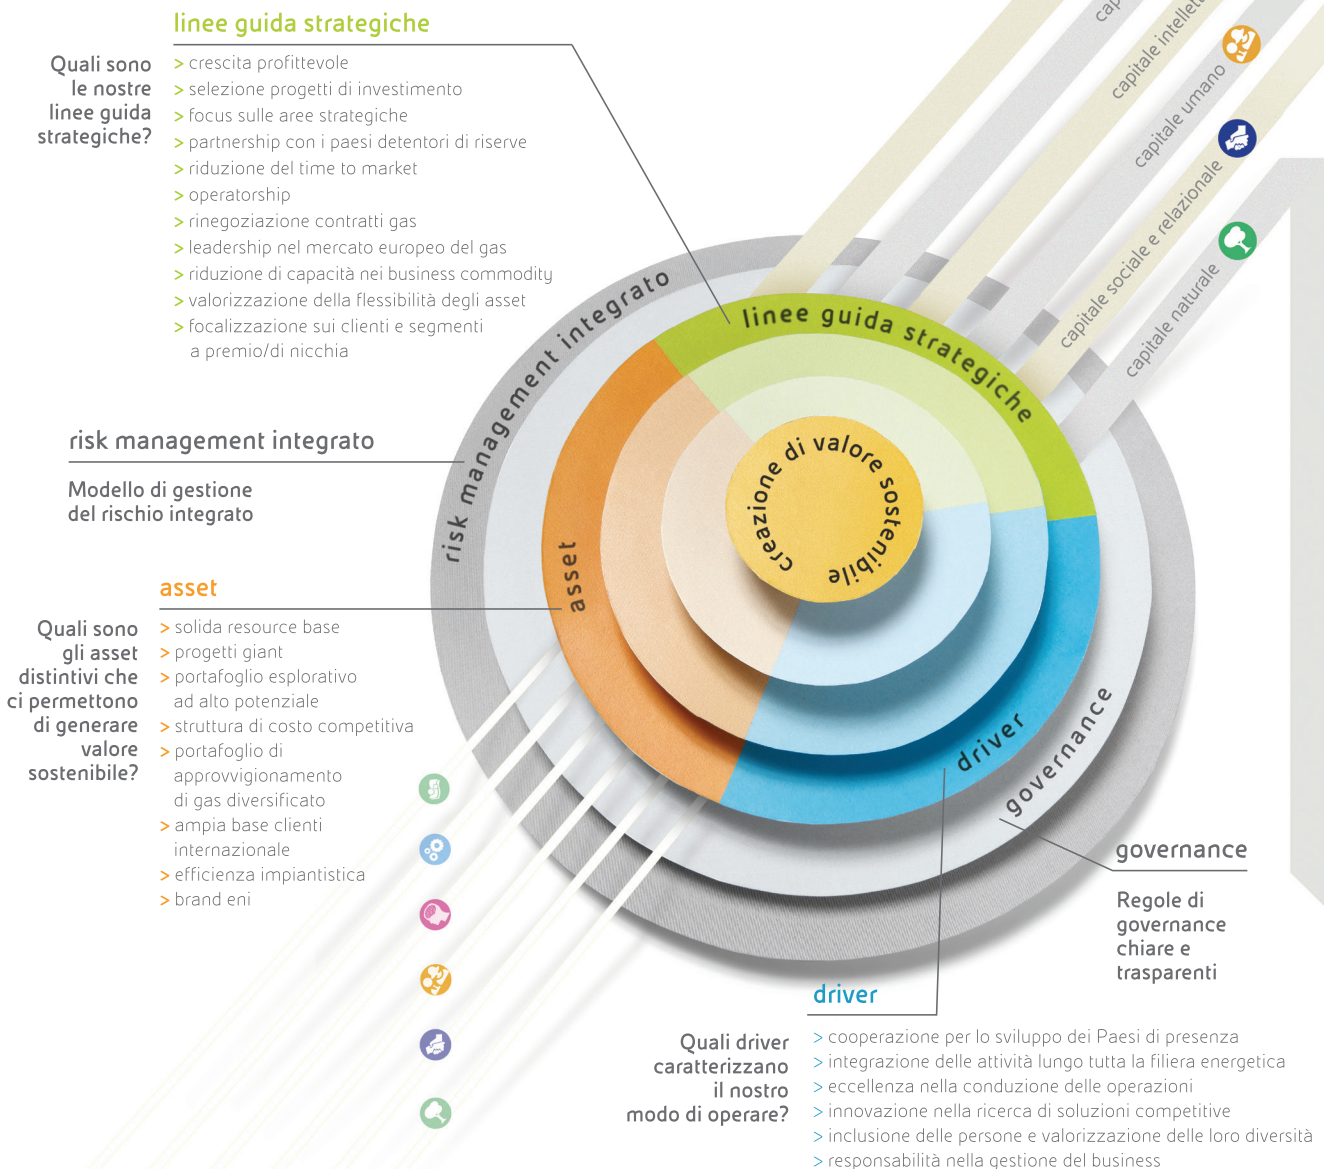 linee guida strategiche
Quali sono
le nostre
linee guida
strategiche?
> crescita profittevole
> selezione progetti di investimento
> focus sulle aree strategiche
> partnership con i paesi detentori di riserve
> riduzione del time to market
> operatorship
> rinegoziazione contratti gas
> leadership nel mercato europeo del gas
> riduzione di capacità nei business commodity
> valorizzazione della flessibilità degli asset
> focalizzazione sui clienti e segmenti
a premio/di nicchia
capitale umano
capitale sociale e relazionale
capitale naturale
risk management integrato
Modello di gestione
del rischio integrato
risk management integrato
linee guida strategiche
creazione di valore sostenibile
asset
driver
governance
asset
Quali sono
gli asset
distintivi che
ci permettono
di generare
valore
sostenibile?
> solida resource base
> progetti giant
> portafoglio esplorativo
ad alto potenziale
> struttura di costo competitiva
> portafoglio di
approvvigionamento
di gas diversificato
> ampia base clienti
internazionale
> efficienza impiantistica
> brand eni
governance
Regole di
governance
chiare e
trasparenti
driver
Quali driver
caratterizzano
il nostro
modo di operare?
> cooperazione per lo sviluppo dei Paesi di presenza
> integrazione delle attività lungo tutta la filiera energetica
> eccellenza nella conduzione delle operazioni
> innovazione nella ricerca di soluzioni competitive
> inclusione delle persone e valorizzazione delle loro diversità
> responsabilità nella gestione del business